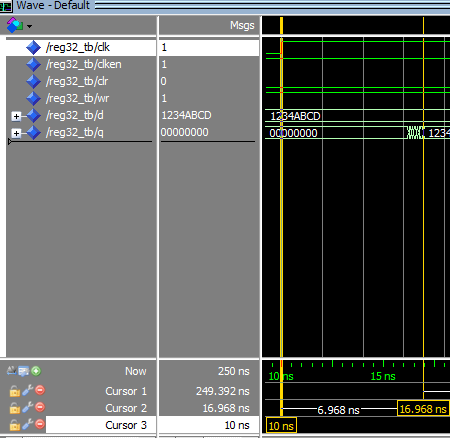 Wave - Default
Msgs
/reg32_tb/clk 1
/reg32_tb/clken 1
/reg32_tb/clr 0
/reg32_tb/wr 1
/reg32_tb/d 1234ABCD 1234ABCD
/reg32_tb/q 00000000 00000000 1234
Now 250 ns 10 ns 15 ns
Cursor 1 249.392 ns
Cursor 2 16.968 ns 6.968 ns 16.968 ns
Cursor 3 10 ns 10 ns